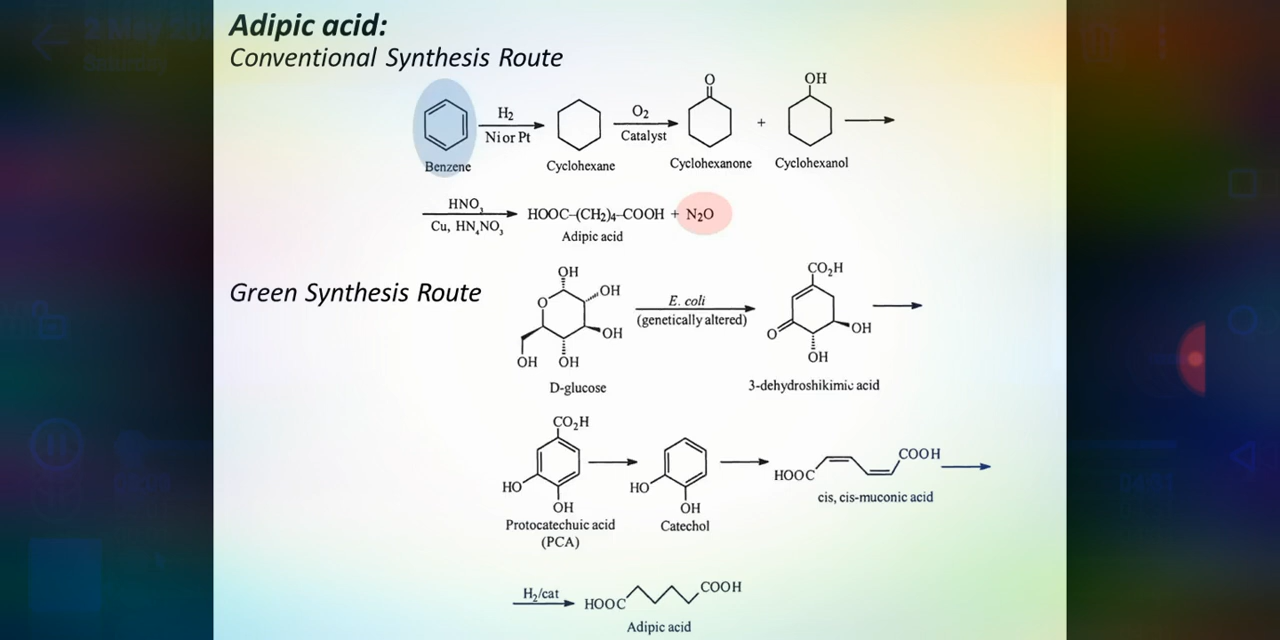 Adipic acid:
Conventional Synthesis Route
O
OH
H₂
Ni or Pt
O₂
Catalyst
+
Benzene
Cyclohexane
Cyclohexanone
Cyclohexanol
HNO₃
Cu, HN₄NO₃
HOOC–(CH₂)₄–COOH + N₂O
Adipic acid
Green Synthesis Route
OH
O
OH
OH
OH
OH
D-glucose
E. coli
(genetically altered)
CO₂H
O
OH
OH
3-dehydroshikimic acid
CO₂H
HO
OH
Protocatechuic acid
(PCA)
HO
OH
Catechol
HOOC
COOH
cis, cis-muconic acid
H₂/cat
HOOC
COOH
Adipic acid